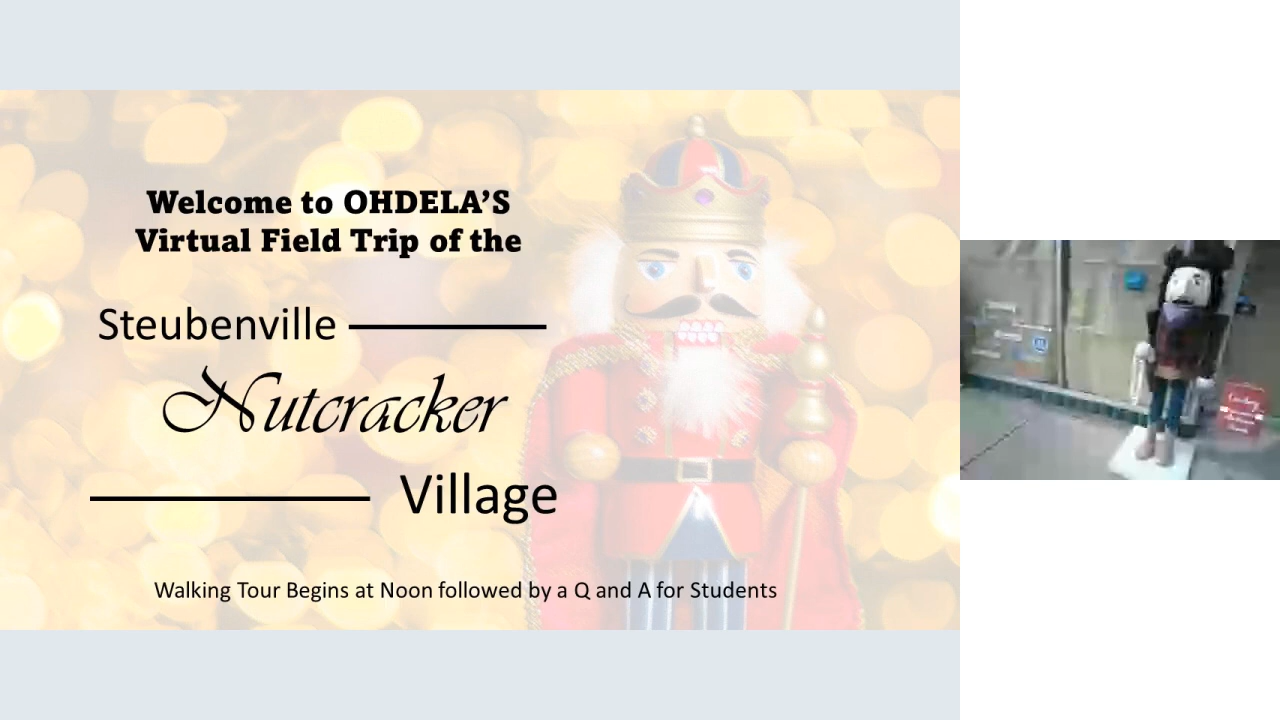 Welcome to OHDELA'S
Virtual Field Trip of the
Steubenville
Nutcracker
Village
Walking Tour Begins at Noon followed by a Q and A for Students